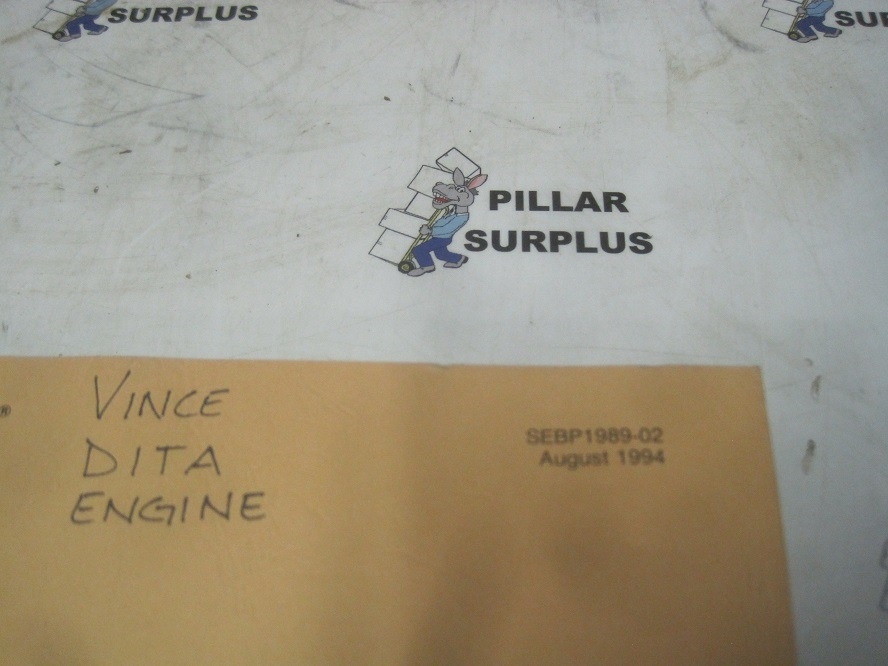 SURPLUS
SU
PILLAR
SURPLUS
®
VINCE
DITA
ENGINE
SEBP1989-02
August 1994